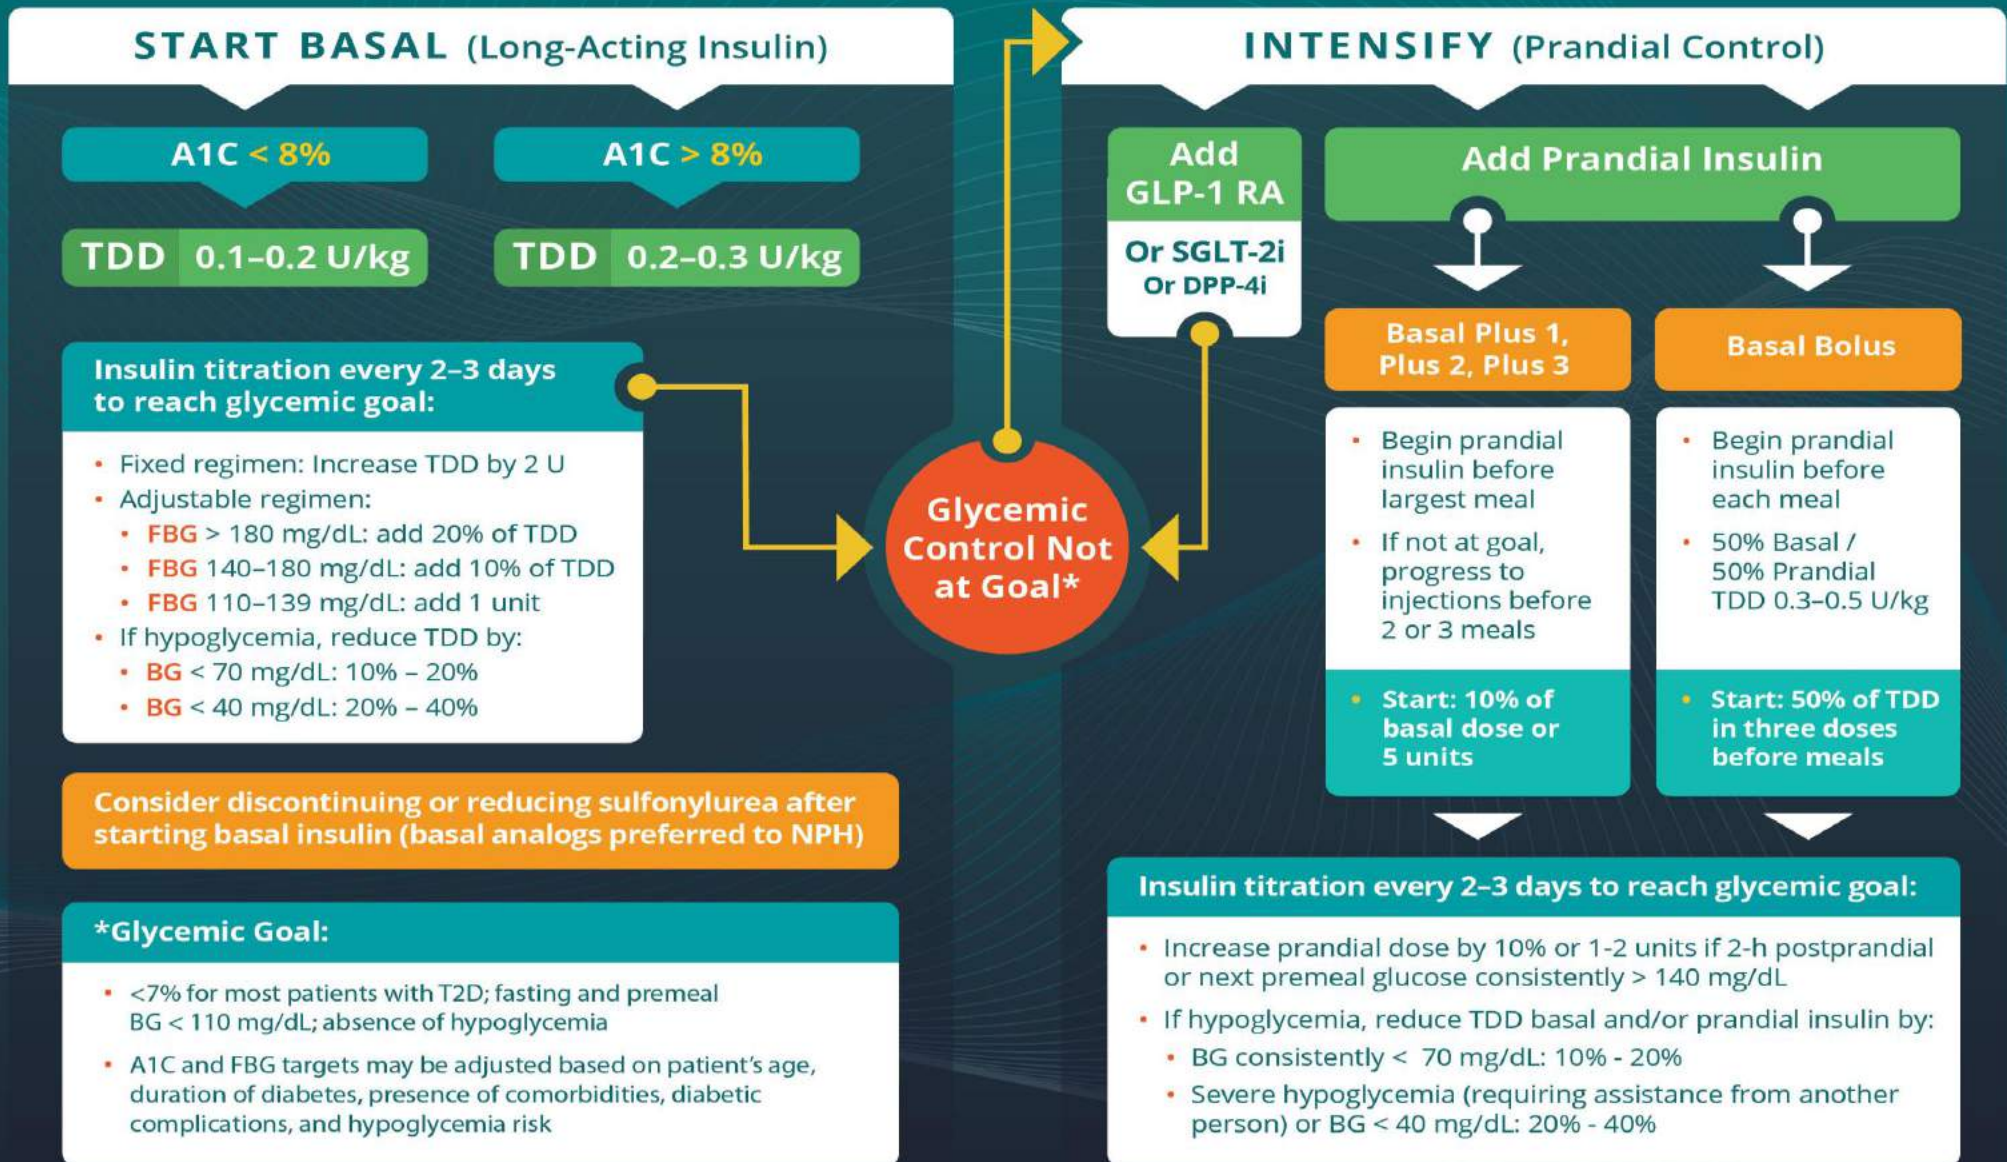 START BASAL (Long-Acting Insulin)
A1C < 8%
TDD 0.1–0.2 U/kg
A1C > 8%
TDD 0.2–0.3 U/kg
Insulin titration every 2–3 days
to reach glycemic goal:
• Fixed regimen: Increase TDD by 2 U
• Adjustable regimen:
• FBG > 180 mg/dL: add 20% of TDD
• FBG 140–180 mg/dL: add 10% of TDD
• FBG 110–139 mg/dL: add 1 unit
• If hypoglycemia, reduce TDD by:
• BG < 70 mg/dL: 10% – 20%
• BG < 40 mg/dL: 20% – 40%
Consider discontinuing or reducing sulfonylurea after
starting basal insulin (basal analogs preferred to NPH)
*Glycemic Goal:
• <7% for most patients with T2D; fasting and premeal
BG < 110 mg/dL; absence of hypoglycemia
• A1C and FBG targets may be adjusted based on patient's age,
duration of diabetes, presence of comorbidities, diabetic
complications, and hypoglycemia risk
Glycemic
Control Not
at Goal*
INTENSIFY (Prandial Control)
Add
GLP-1 RA
Or SGLT-2i
Or DPP-4i
Add Prandial Insulin
Basal Plus 1,
Plus 2, Plus 3
• Begin prandial
insulin before
largest meal
• If not at goal,
progress to
injections before
2 or 3 meals
• Start: 10% of
basal dose or
5 units
Basal Bolus
• Begin prandial
insulin before
each meal
• 50% Basal /
50% Prandial
TDD 0.3–0.5 U/kg
• Start: 50% of TDD
in three doses
before meals
Insulin titration every 2–3 days to reach glycemic goal:
• Increase prandial dose by 10% or 1-2 units if 2-h postprandial
or next premeal glucose consistently > 140 mg/dL
• If hypoglycemia, reduce TDD basal and/or prandial insulin by:
• BG consistently < 70 mg/dL: 10% - 20%
• Severe hypoglycemia (requiring assistance from another
person) or BG < 40 mg/dL: 20% - 40%